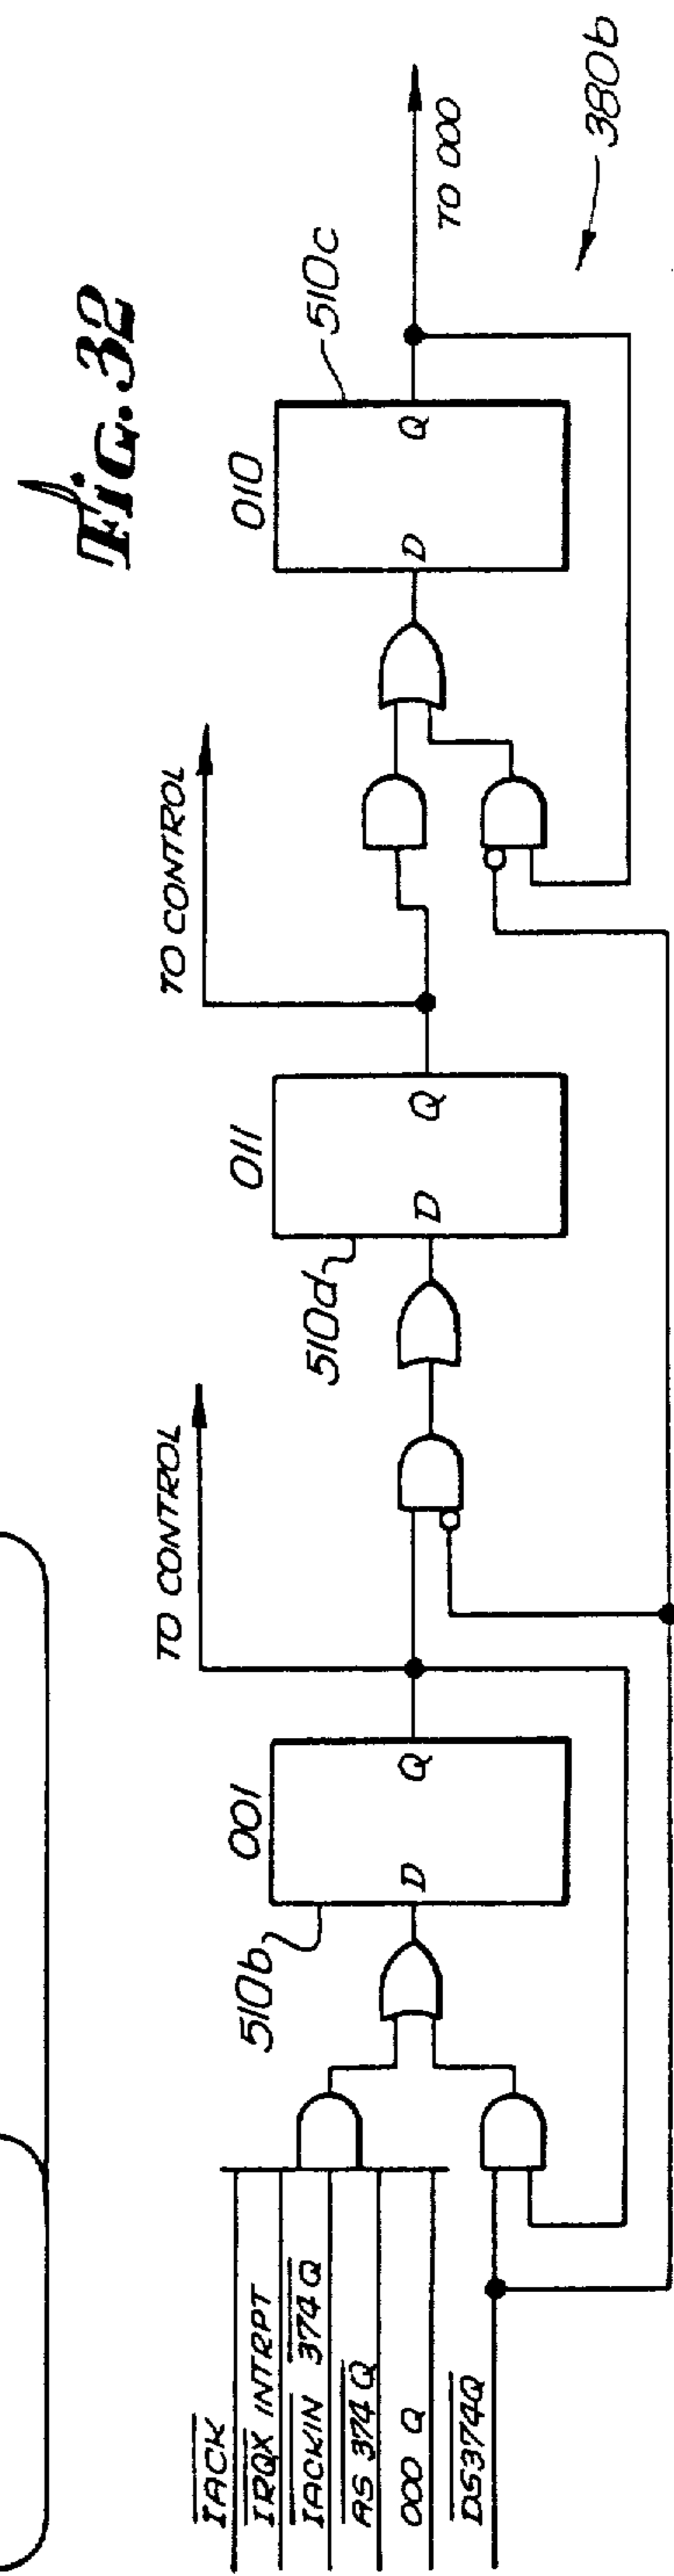 Fig. 32
IACK
IRQX INTRPT
IACKIN 374Q
AS 374 Q
000 Q
DS374Q
510b
001
D
Q
TO CONTROL
510d
011
D
Q
TO CONTROL
010
D
Q
510c
TO 000
380b